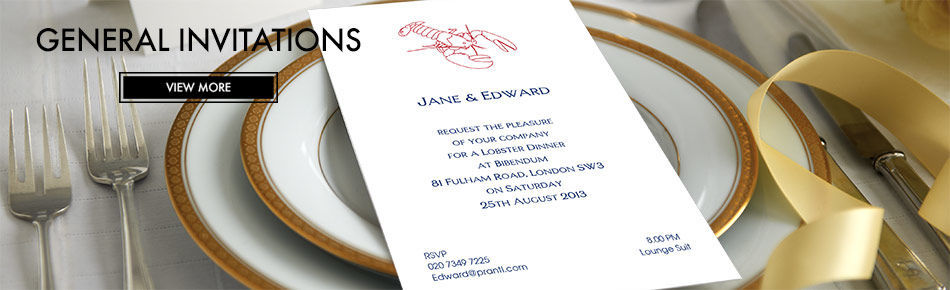 GENERAL INVITATIONS
VIEW MORE
JANE & EDWARD
REQUEST THE PLEASURE
OF YOUR COMPANY
FOR A LOBSTER DINNER
AT BIBENDUM
81 FULHAM ROAD, LONDON SW3
ON SATURDAY
25TH AUGUST 2013
RSVP
020 7349 7225
Edward@pranti.com
8.00 PM
Lounge Suit